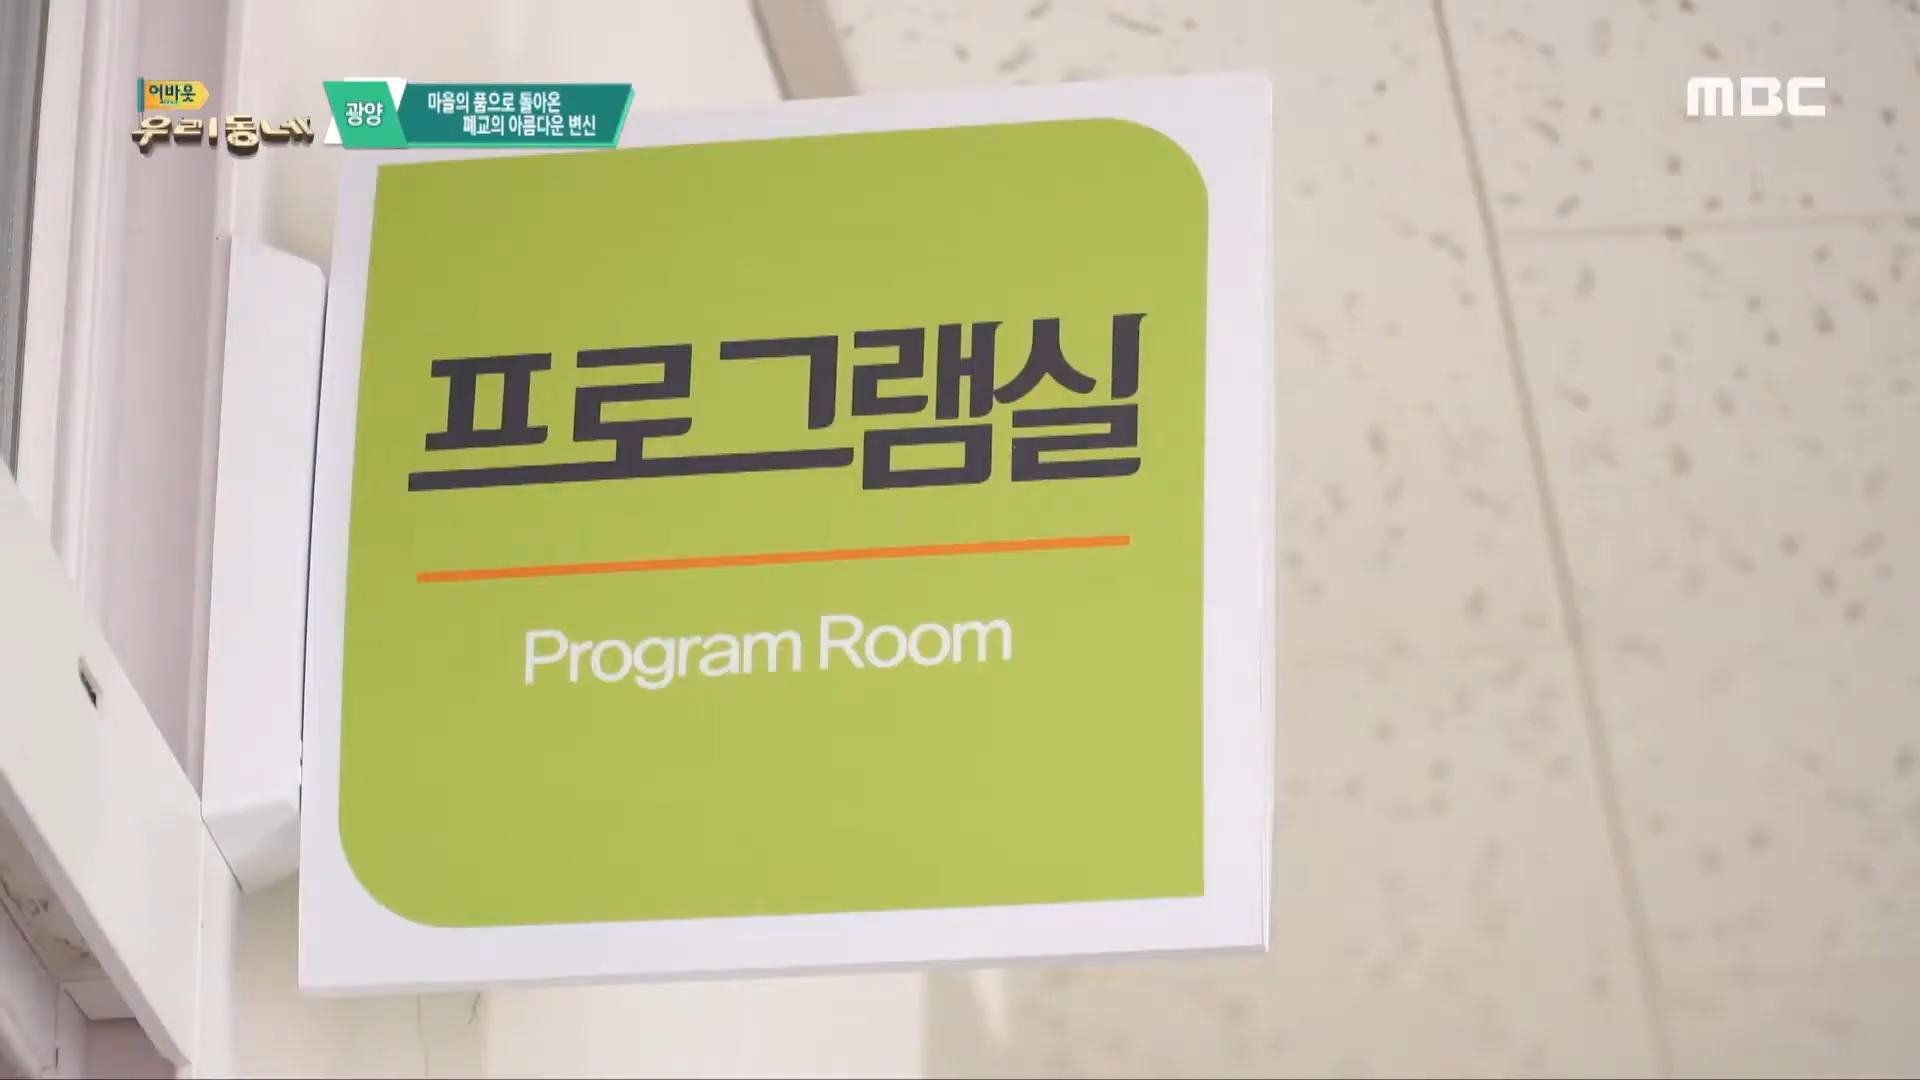 어바웃
우리동네
광양
마을의 품으로 돌아온
폐교의 아름다운 변신
MBC
프로그램실
Program Room